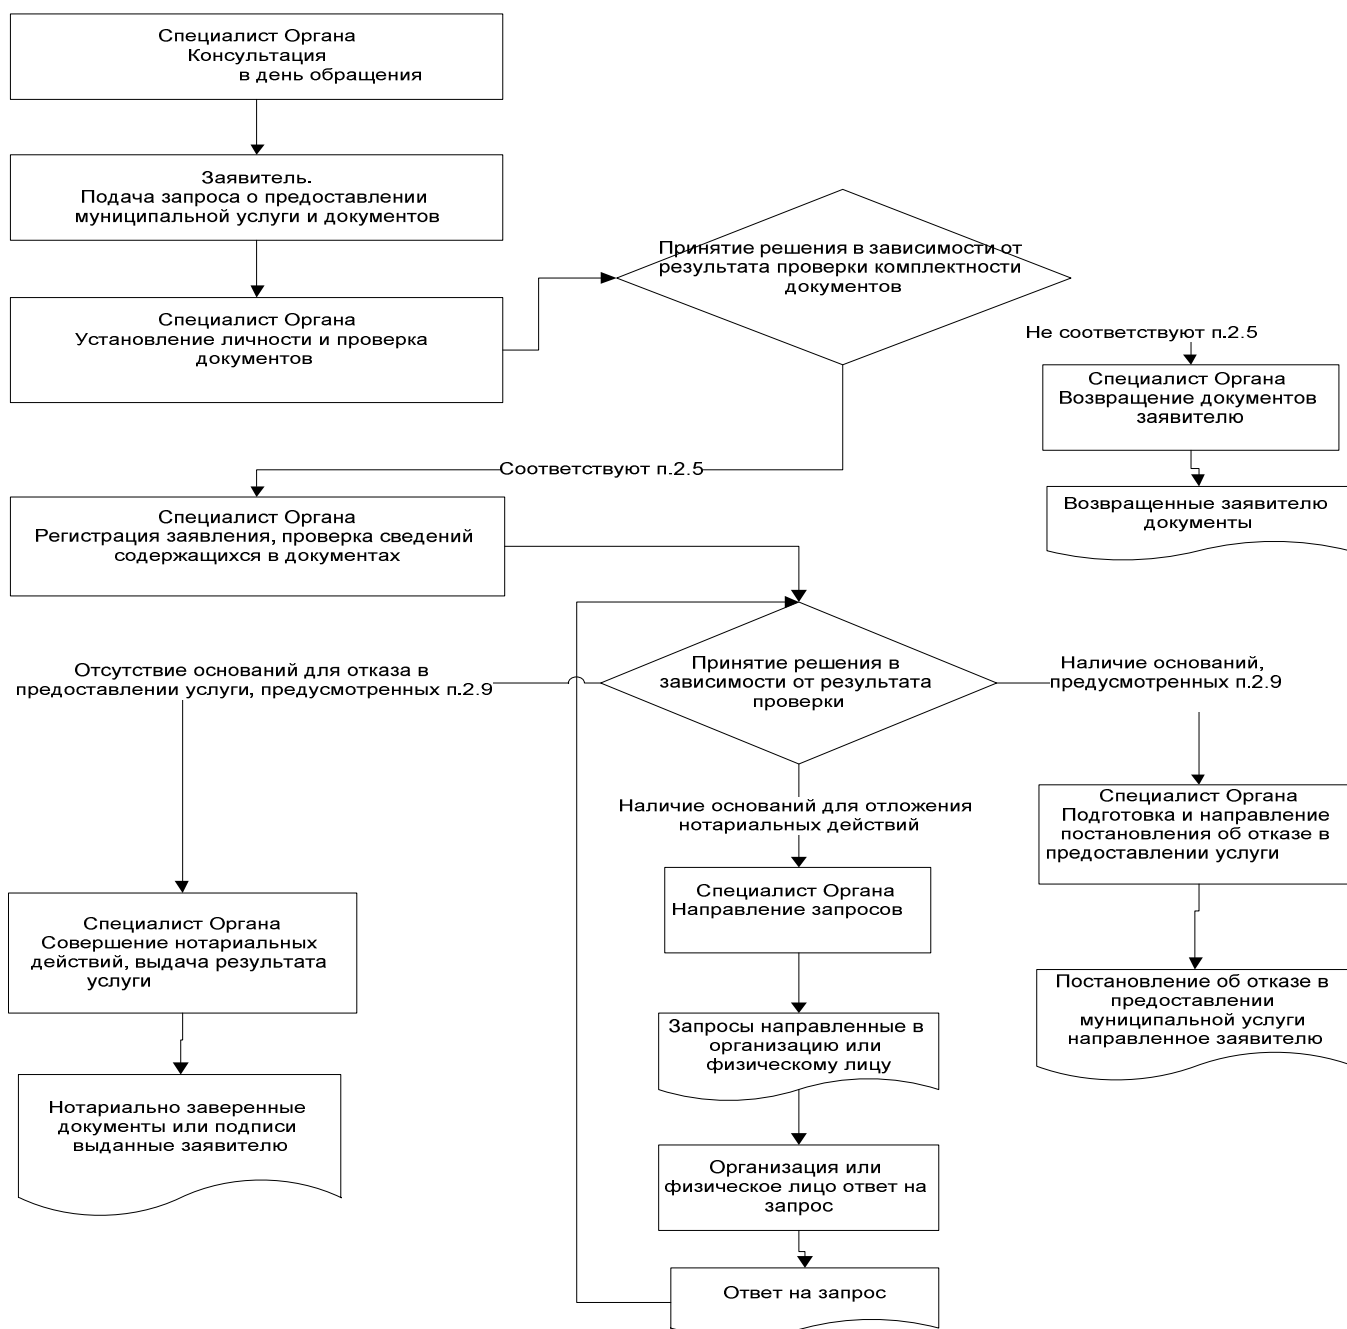 Специалист Органа
Консультация
в день обращения
Заявитель.
Подача запроса о предоставлении
муниципальной услуги и документов
Специалист Органа
Установление личности и проверка
документов
Принятие решения в зависимости от
результата проверки комплектности
документов
Не соответствуют п.2.5
Специалист Органа
Возвращение документов
заявителю
Возвращенные заявителю
документы
Соответствуют п.2.5
Специалист Органа
Регистрация заявления, проверка сведений
содержащихся в документах
Принятие решения в
зависимости от результата
проверки
Отсутствие оснований для отказа в
предоставлении услуги, предусмотренных п.2.9
Наличие оснований,
предусмотренных п.2.9
Наличие оснований для отложения
нотариальных действий
Специалист Органа
Подготовка и направление
постановления об отказе в
предоставлении услуги
Специалист Органа
Направление запросов
Специалист Органа
Совершение нотариальных
действий, выдача результата
услуги
Постановление об отказе в
предоставлении
муниципальной услуги
направленное заявителю
Запросы направленные в
организацию или
физическому лицу
Нотариально заверенные
документы или подписи
выданные заявителю
Организация или
физическое лицо ответ на
запрос
Ответ на запрос